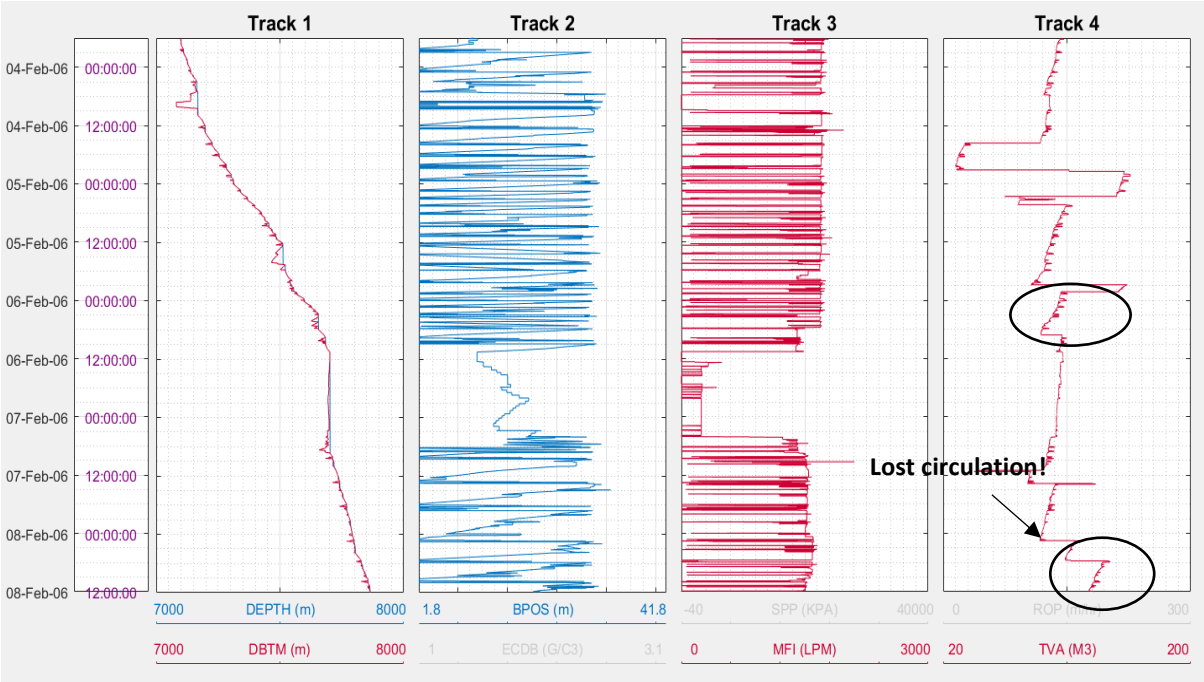 Track 1 Track 2 Track 3 Track 4
04-Feb-06 00:00:00
04-Feb-06 12:00:00
05-Feb-06 00:00:00
05-Feb-06 12:00:00
06-Feb-06 00:00:00
06-Feb-06 12:00:00
07-Feb-06 00:00:00
Lost circulation!
07-Feb-06 12:00:00
08-Feb-06 00:00:00
08-Feb-06 12:00:00
7000 DEPTH (m) 8000 1.8 BPOS (m) 41.8 -40 SPP (KPA) 40000 0 300
7000 DBTM (m) 8000 1 ECDB (G/C3) 3.1 0 MFI (LPM) 3000 20 TVA (M3) 200